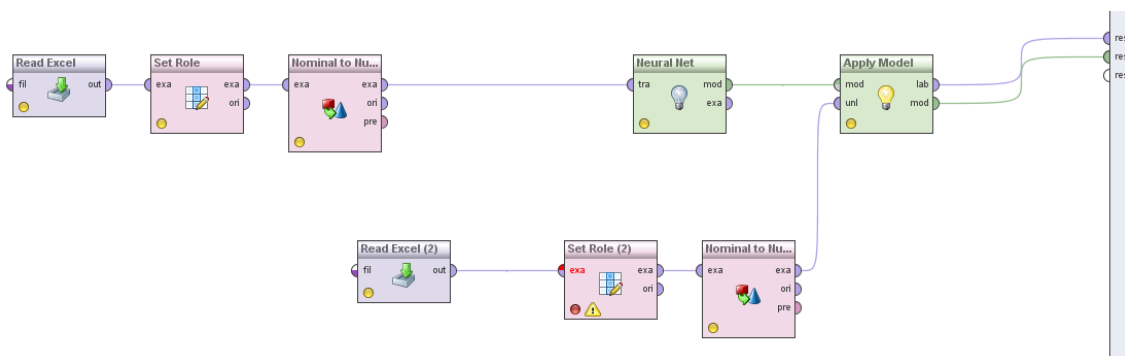 Read Excel
fil
out
Set Role
exa
exa
ori
Nominal to Nu...
exa
exa
ori
pre
Neural Net
tra
mod
exa
Apply Model
mod
lab
unl
mod
res
res
res
Read Excel (2)
fil
out
Set Role (2)
exa
exa
ori
Nominal to Nu...
exa
exa
ori
pre